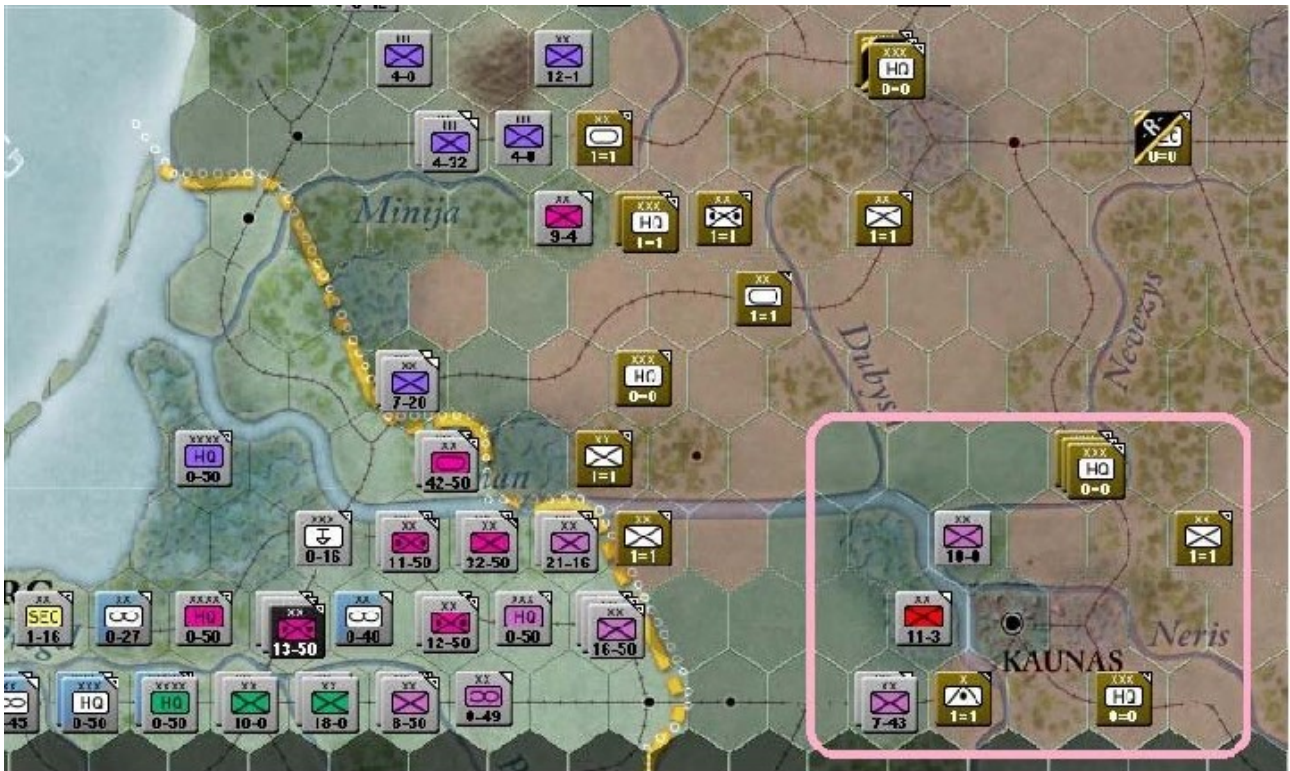 4-0
12-1
HQ
0-0
4-32
4-0
1=1
-R-
0=0
Minija
9-4
HQ
1-1
1=1
1=1
1=1
Dubys
Nevezys
7-20
HQ
0-0
HQ
0-50
42-50
1=1
HQ
0-0
0-16
11-50
32-50
21-16
1=1
10-0
1=1
SEC
1-16
0-27
HQ
0-50
13-50
0-40
12-50
HQ
0-50
16-50
11-3
Neris
KAUNAS
-45
HQ
0-50
HQ
0-50
10-0
18-0
8-50
0-49
7-43
1=1
HQ
0=0